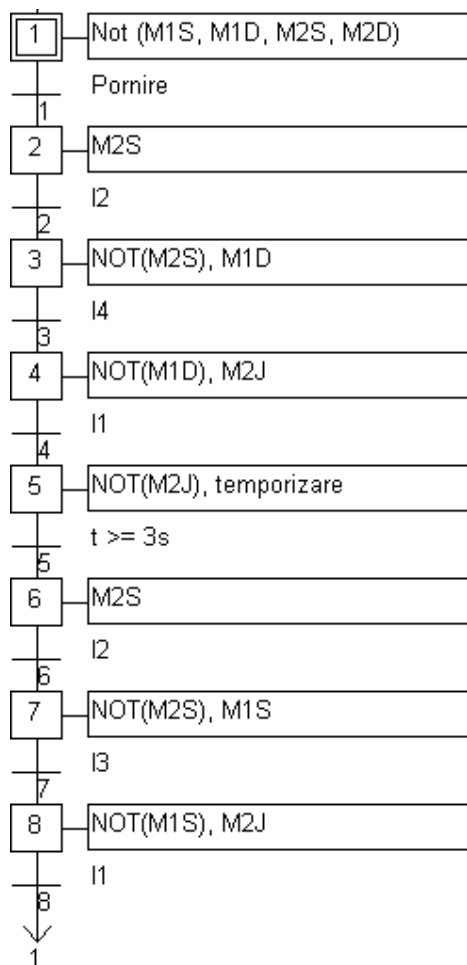 1 Not (M1S, M1D, M2S, M2D)
Pornire
1
2 M2S
I2
2
3 NOT(M2S), M1D
I4
3
4 NOT(M1D), M2J
I1
4
5 NOT(M2J), temporizare
t >= 3s
5
6 M2S
I2
6
7 NOT(M2S), M1S
I3
7
8 NOT(M1S), M2J
I1
8
1